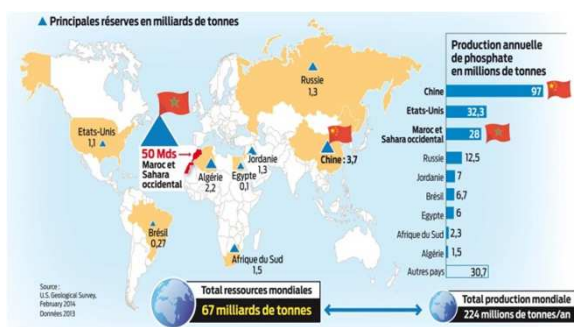 Principales réserves en milliards de tonnes
Russie
1,3
Etats-Unis
1,1
50 Mds
Maroc et
Sahara
occidental
Algérie
2,2
Egypte
0,1
Jordanie
1,3
Chine : 3,7
Brésil
0,27
Afrique du Sud
1,5
Source :
U.S. Geological Survey,
February 2014
Données 2013
Total ressources mondiales
67 milliards de tonnes
Production annuelle
de phosphate
en millions de tonnes
Chine 97
Etats-Unis 32,3
Maroc et
Sahara occidental 28
Russie 12,5
Jordanie 7
Brésil 6,7
Egypte 6
Afrique du Sud 2,3
Algérie 1,5
Autres pays 30,7
Total production mondiale
224 millions de tonnes/an